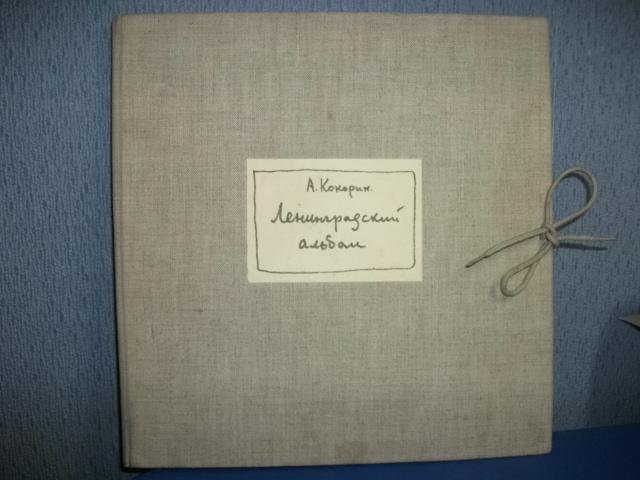 А. Кокорин.
Ленинградский
альбом